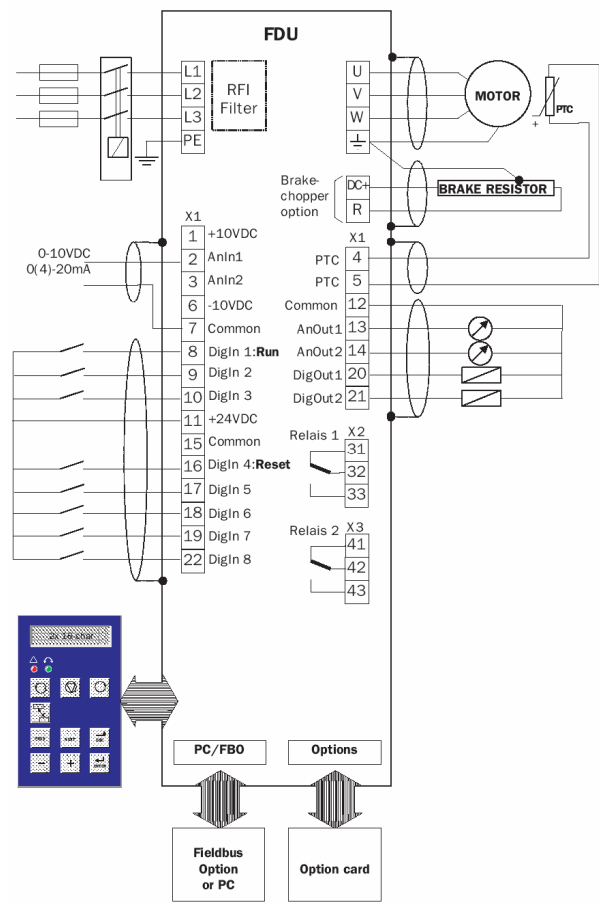 FDU
L1
L2
L3
PE
RFI
Filter
U
V
W
MOTOR
PTC
+
Brake-
chopper
option
DC+
R
BRAKE RESISTOR
X1
0-10VDC
0(4)-20mA
1 +10VDC
2 AnIn1
3 AnIn2
6 -10VDC
7 Common
8 DigIn 1:Run
9 DigIn 2
10 DigIn 3
11 +24VDC
15 Common
16 DigIn 4:Reset
17 DigIn 5
18 DigIn 6
19 DigIn 7
22 DigIn 8
X1
PTC 4
PTC 5
Common 12
AnOut1 13
AnOut2 14
DigOut1 20
DigOut2 21
Relais 1 X2
31
32
33
Relais 2 X3
41
42
43
2x 16 char
- +
PC/FBO
Options
Fieldbus
Option
or PC
Option card